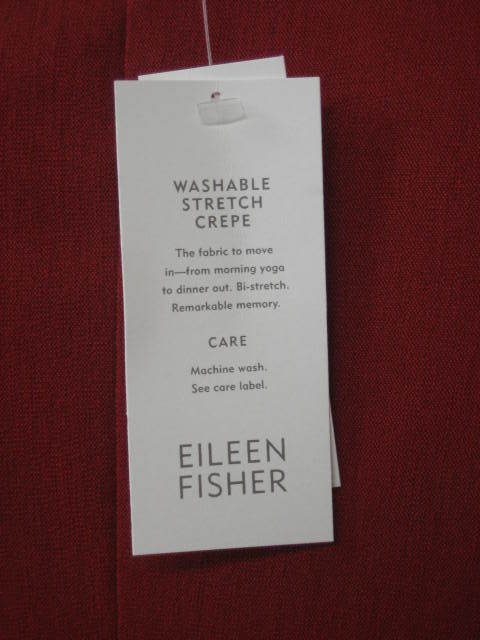 WASHABLE
STRETCH
CREPE
The fabric to move
in—from morning yoga
to dinner out. Bi-stretch.
Remarkable memory.
CARE
Machine wash.
See care label.
EILEEN
FISHER